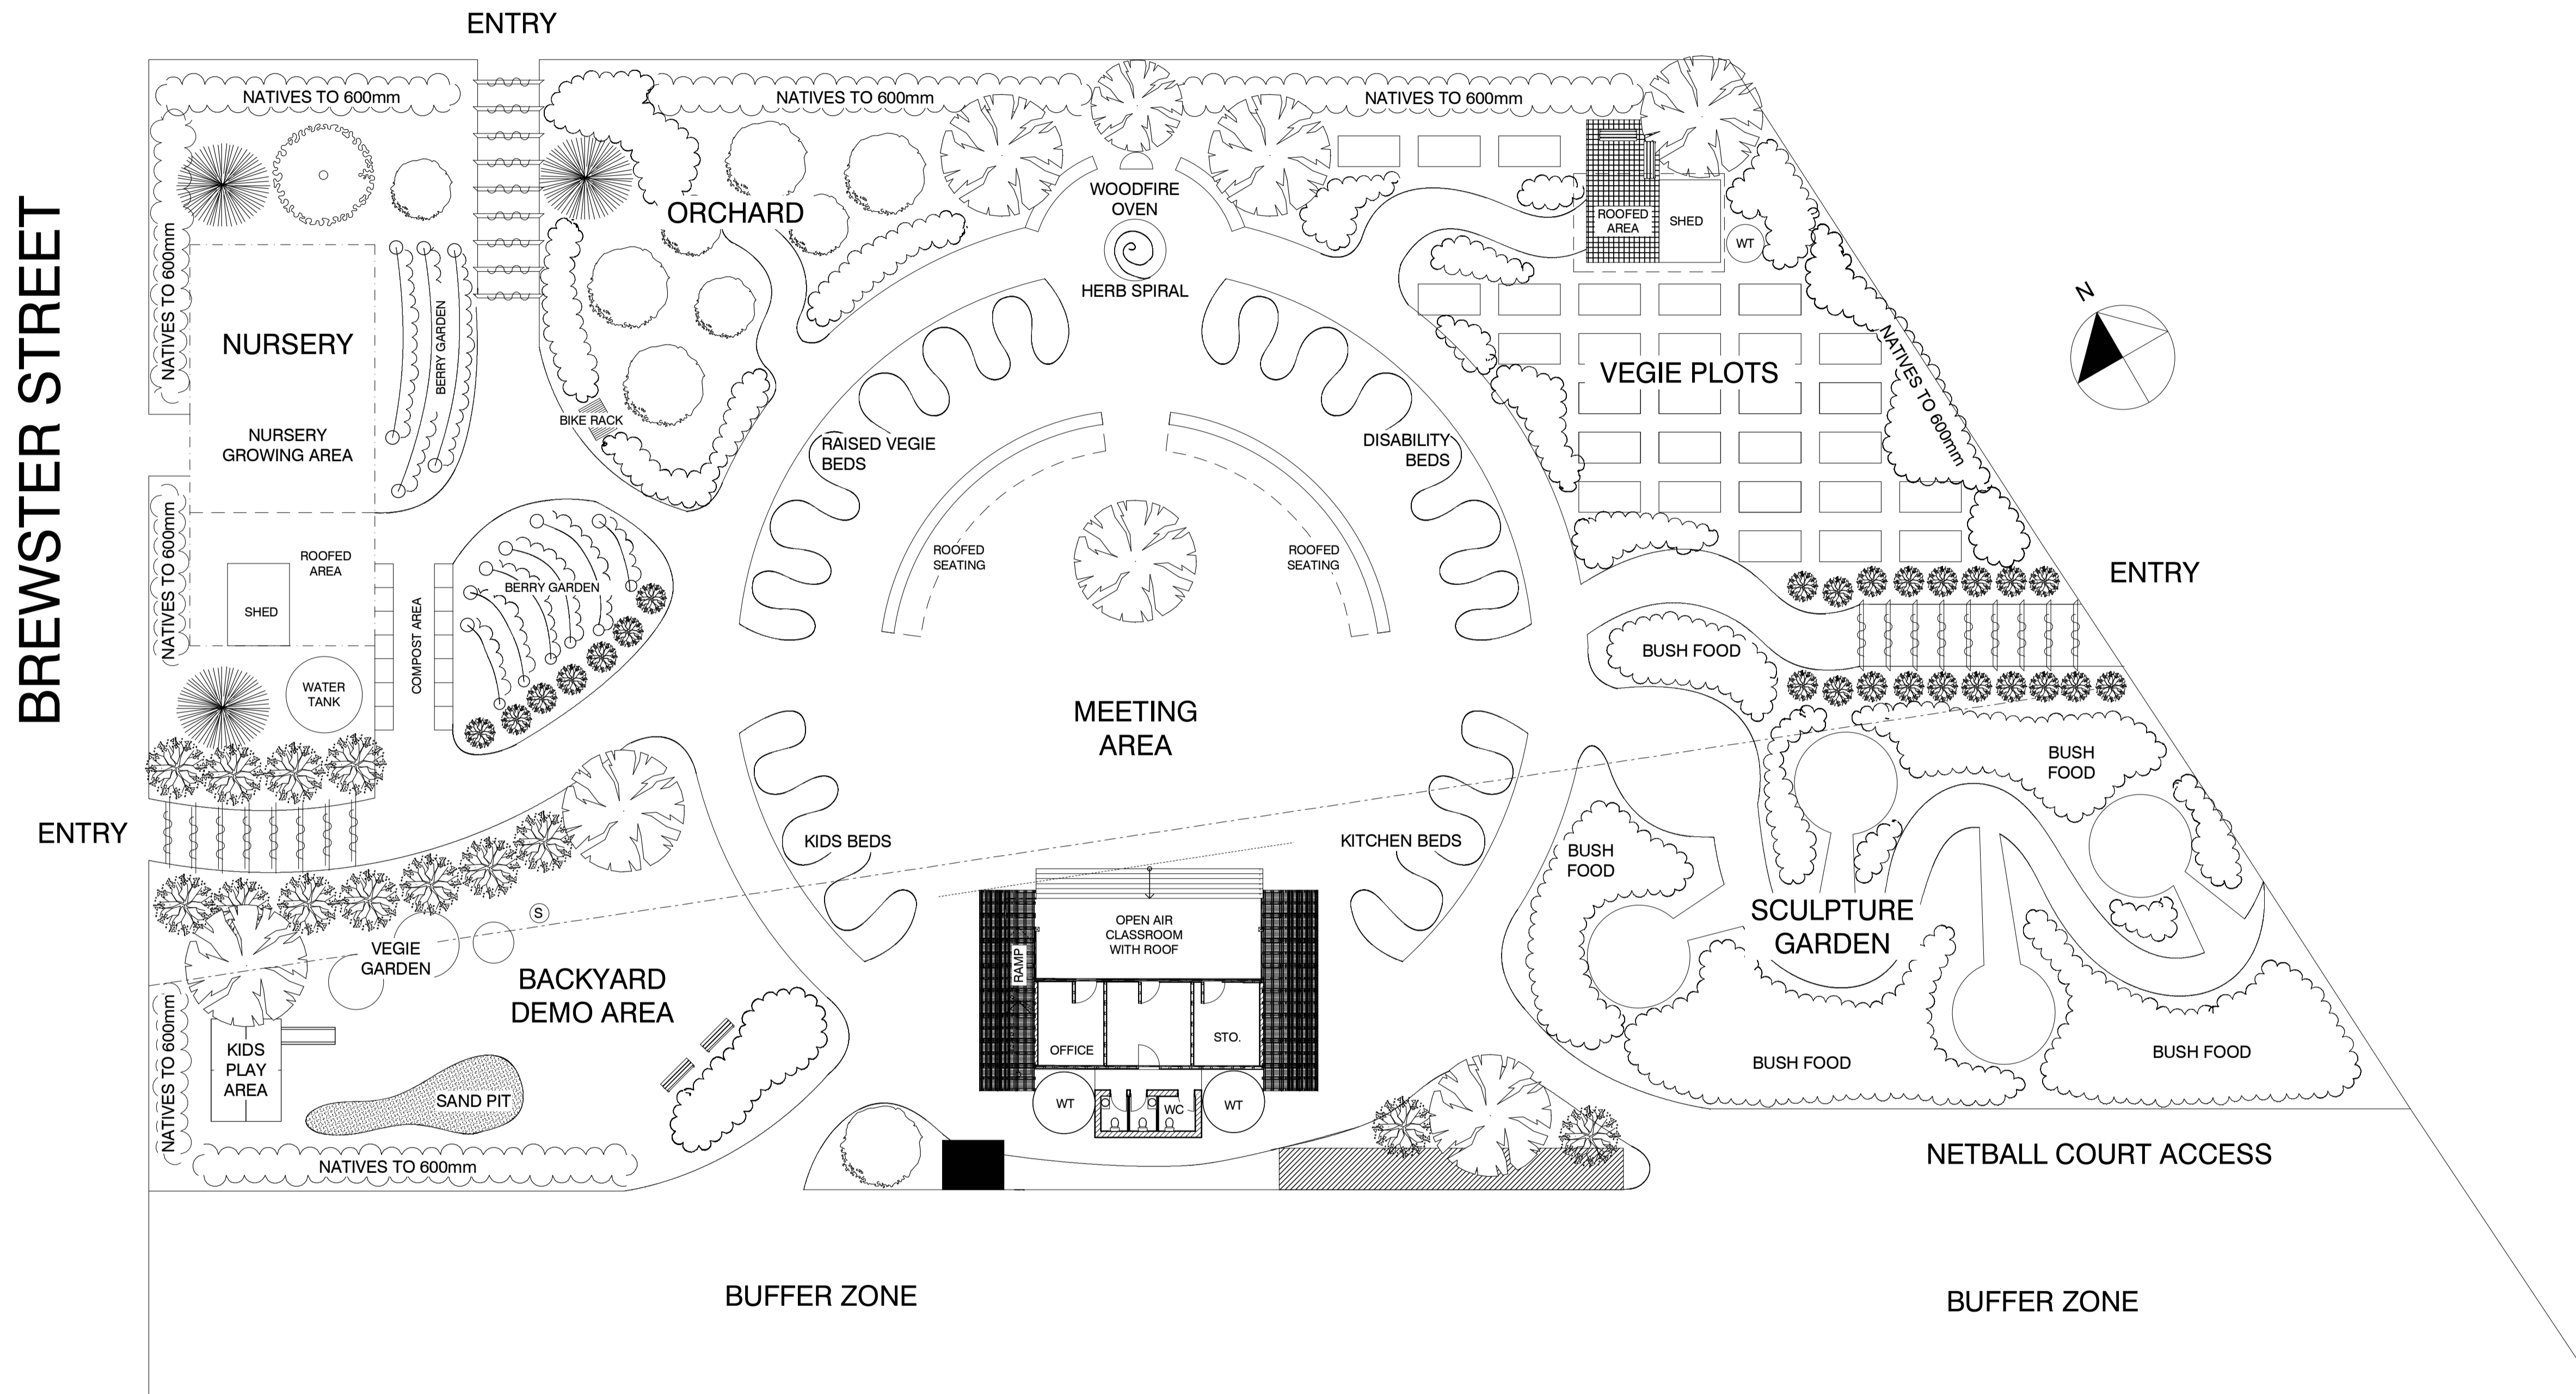 ENTRY
NATIVES TO 600mm
NATIVES TO 600mm
NATIVES TO 600mm
BREWSTER STREET
NATIVES TO 600mm
ORCHARD
WOODFIRE
OVEN
HERB SPIRAL
ROOFED
AREA
SHED
WT
N
NURSERY
NURSERY
GROWING AREA
BERRY GARDEN
BIKE RACK
RAISED VEGIE
BEDS
DISABILITY
BEDS
VEGIE PLOTS
NATIVES TO 600mm
NATIVES TO 600mm
ROOFED
AREA
SHED
COMPOST AREA
BERRY GARDEN
ROOFED
SEATING
ROOFED
SEATING
ENTRY
WATER
TANK
MEETING
AREA
BUSH FOOD
BUSH
FOOD
ENTRY
KIDS BEDS
KITCHEN BEDS
BUSH
FOOD
SCULPTURE
GARDEN
S
VEGIE
GARDEN
BACKYARD
DEMO AREA
OPEN AIR
CLASSROOM
WITH ROOF
RAMP
OFFICE
STO.
WT
WC
WT
NATIVES TO 600mm
KIDS
PLAY
AREA
SAND PIT
NATIVES TO 600mm
BUSH FOOD
BUSH FOOD
NETBALL COURT ACCESS
BUFFER ZONE
BUFFER ZONE